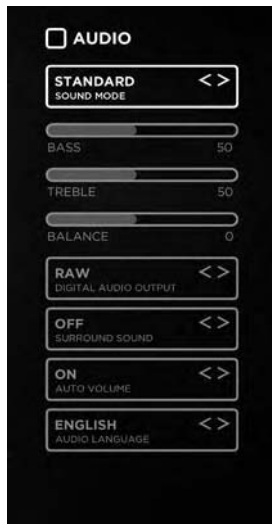 AUDIO
STANDARD < >
SOUND MODE
BASS 50
TREBLE 50
BALANCE 0
RAW < >
DIGITAL AUDIO OUTPUT
OFF < >
SURROUND SOUND
ON < >
AUTO VOLUME
ENGLISH < >
AUDIO LANGUAGE